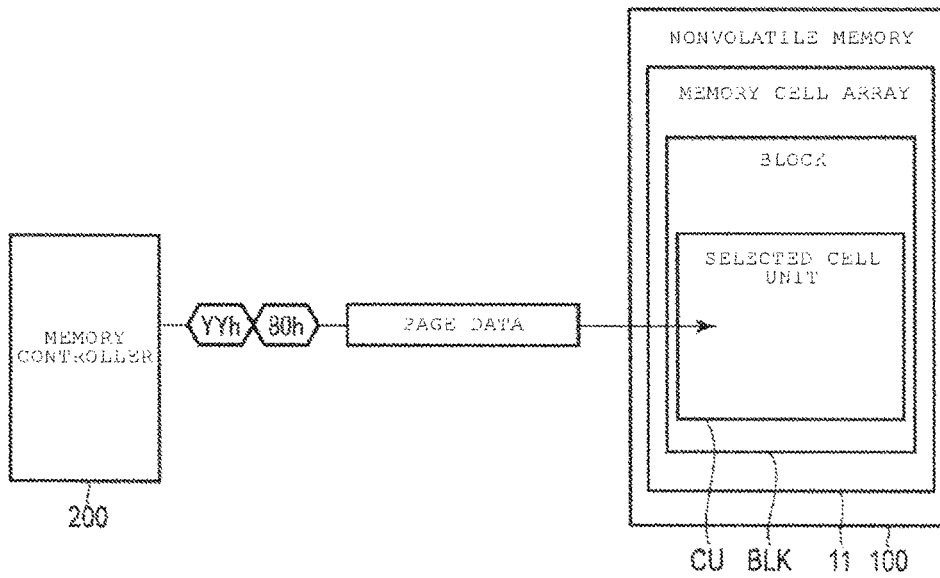 NONVOLATILE MEMORY
MEMORY CELL ARRAY
BLOCK
SELECTED CELL
UNIT
MEMORY
CONTROLLER
YYh
80h
PAGE DATA
200
CU
BLK
11
100